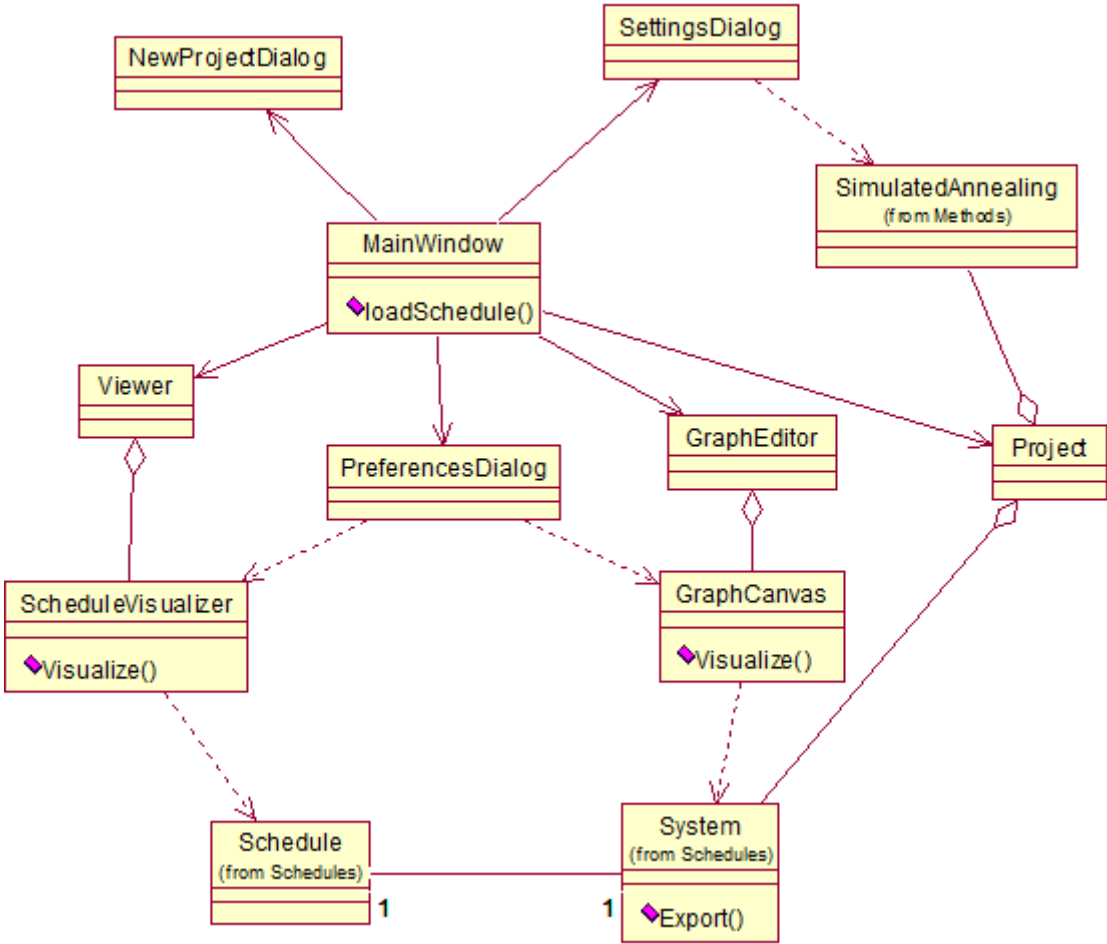 SettingsDialog
NewProjectDialog
SimulatedAnnealing
(from Methods)
MainWindow
loadSchedule()
Viewer
GraphEditor
Project
PreferencesDialog
ScheduleVisualizer
Visualize()
GraphCanvas
Visualize()
Schedule
(from Schedules)
System
(from Schedules)
1
1
Export()